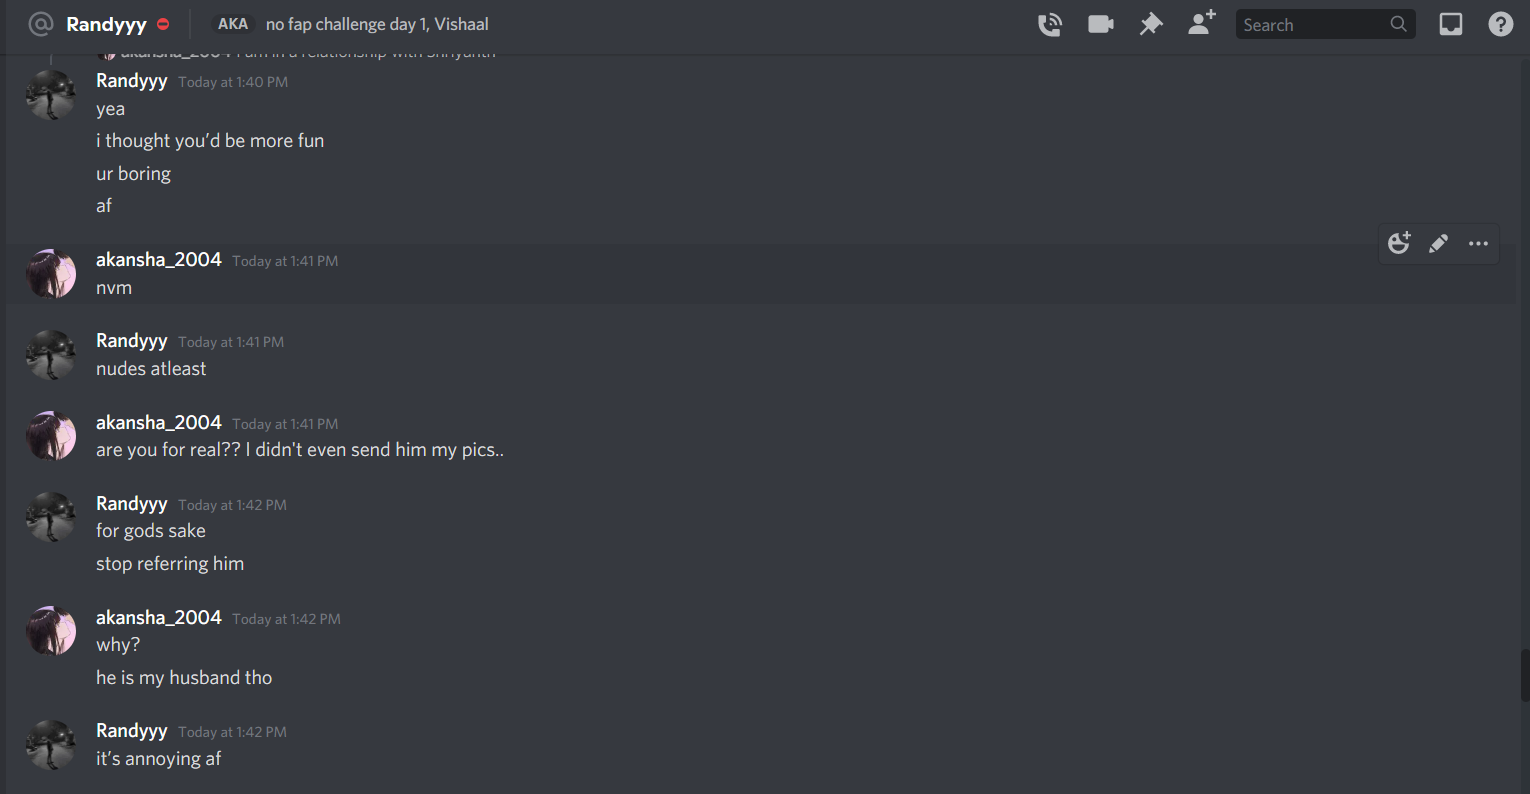 Randyyy AKA no fap challenge day 1, Vishaal Search
akansha_2004 I am in a relationship with Shriyanth
Randyyy Today at 1:40 PM
yea
i thought you’d be more fun
ur boring
af
akansha_2004 Today at 1:41 PM
nvm
Randyyy Today at 1:41 PM
nudes atleast
akansha_2004 Today at 1:41 PM
are you for real?? I didn't even send him my pics..
Randyyy Today at 1:42 PM
for gods sake
stop referring him
akansha_2004 Today at 1:42 PM
why?
he is my husband tho
Randyyy Today at 1:42 PM
it’s annoying af